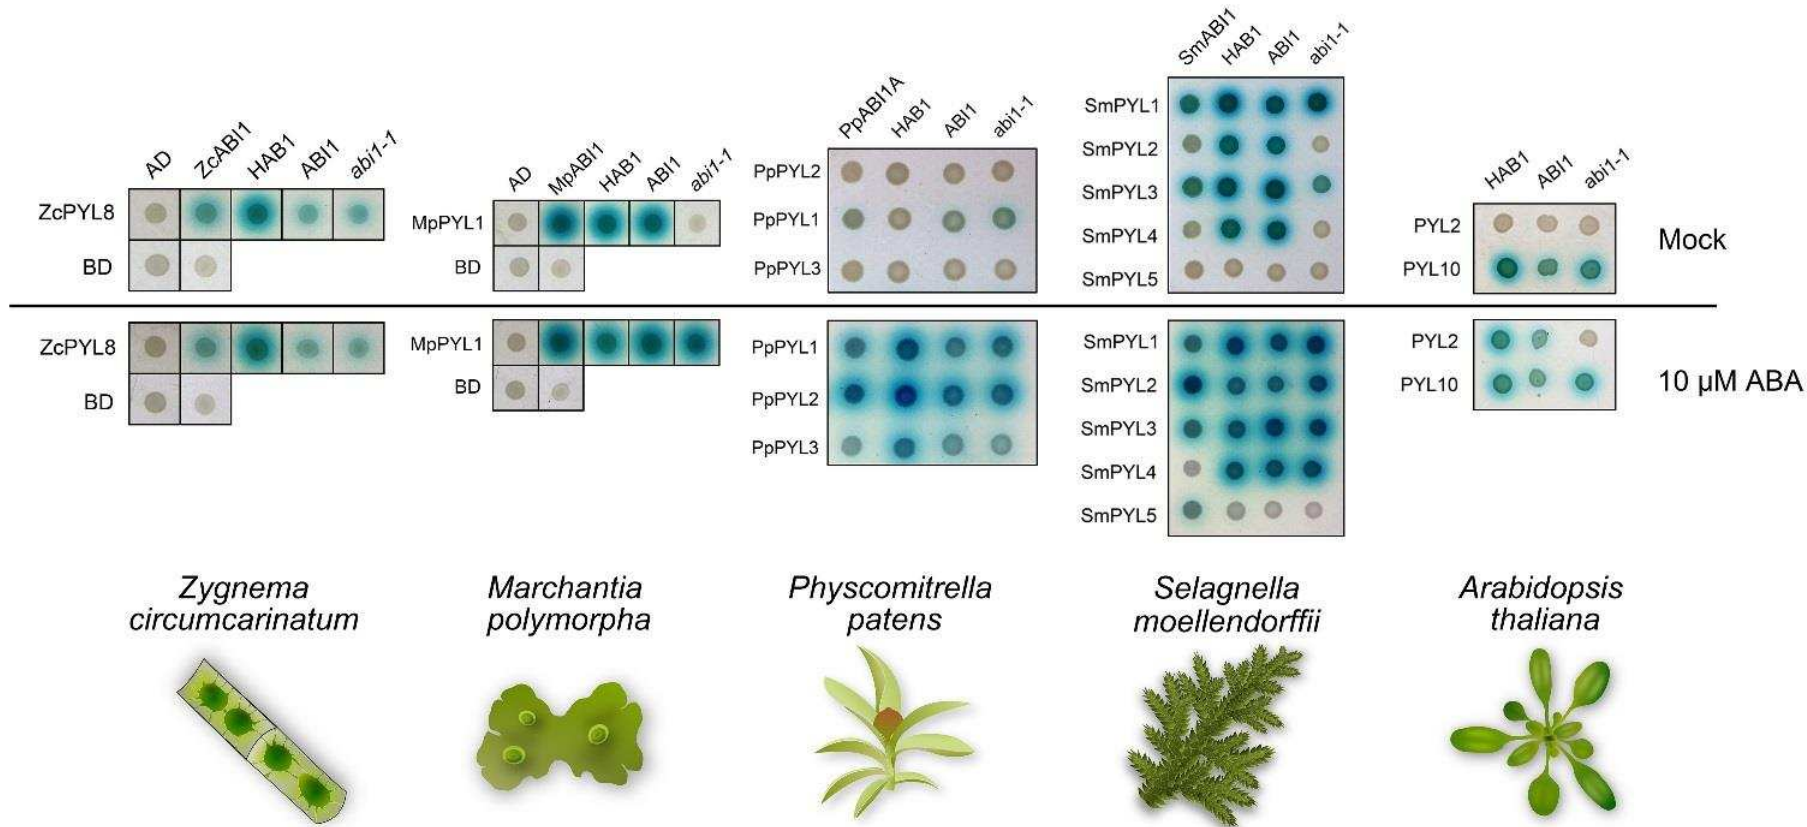 AD ZcABI1 HAB1 ABI1 abi1-1
ZcPYL8
BD
AD MpABI1 HAB1 ABI1 abi1-1
MpPYL1
BD
PpABI1A HAB1 ABI1 abi1-1
PpPYL2
PpPYL1
PpPYL3
SmABI1 HAB1 ABI1 abi1-1
SmPYL1
SmPYL2
SmPYL3
SmPYL4
SmPYL5
HAB1 ABI1 abi1-1
PYL2
PYL10
Mock
ZcPYL8
BD
MpPYL1
BD
PpPYL1
PpPYL2
PpPYL3
SmPYL1
SmPYL2
SmPYL3
SmPYL4
SmPYL5
PYL2
PYL10
10 µM ABA
Zygnema
circumcarinatum
Marchantia
polymorpha
Physcomitrella
patens
Selagnella
moellendorffii
Arabidopsis
thaliana